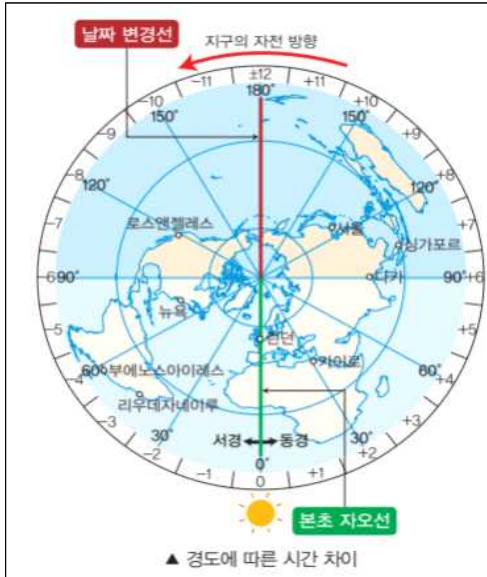 날짜 변경선
지구의 자전 방향
-11 ±12 +11
-10 180° +10
-9 150° 150° +9
-8 120° 120° +8
-7 로스앤젤레스 서울 +7
싱가포르
-6 90° 다카 90° +6
뉴욕 런던
-5 카이로 +5
60° 부에노스아이레스 60°
-4 +4
리우데자네이루
-3 30° 서경 동경 30° +3
-2 0° +2
-1 0 +1
본초 자오선
▲ 경도에 따른 시간 차이